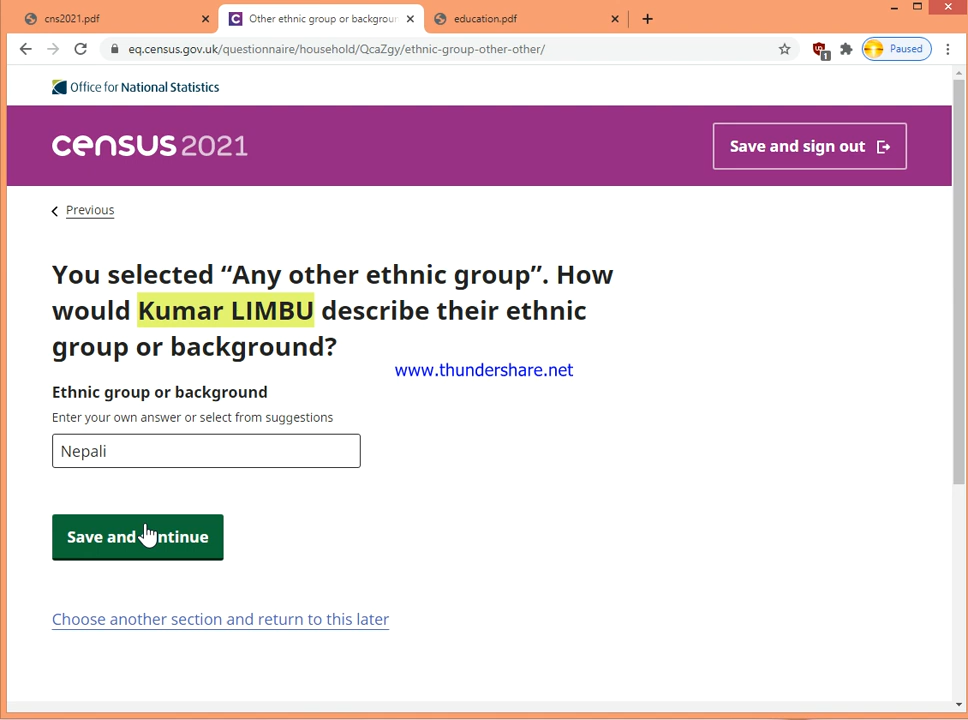 cns2021.pdf
Other ethnic group or backgrou
education.pdf
eq.census.gov.uk/questionnaire/household/QcaZgy/ethnic-group-other-other/
1
Paused
Office for National Statistics
census 2021
Save and sign out
Previous
You selected “Any other ethnic group”. How
would Kumar LIMBU describe their ethnic
group or background?
www.thundershare.net
Ethnic group or background
Enter your own answer or select from suggestions
Nepali
Save and continue
Choose another section and return to this later